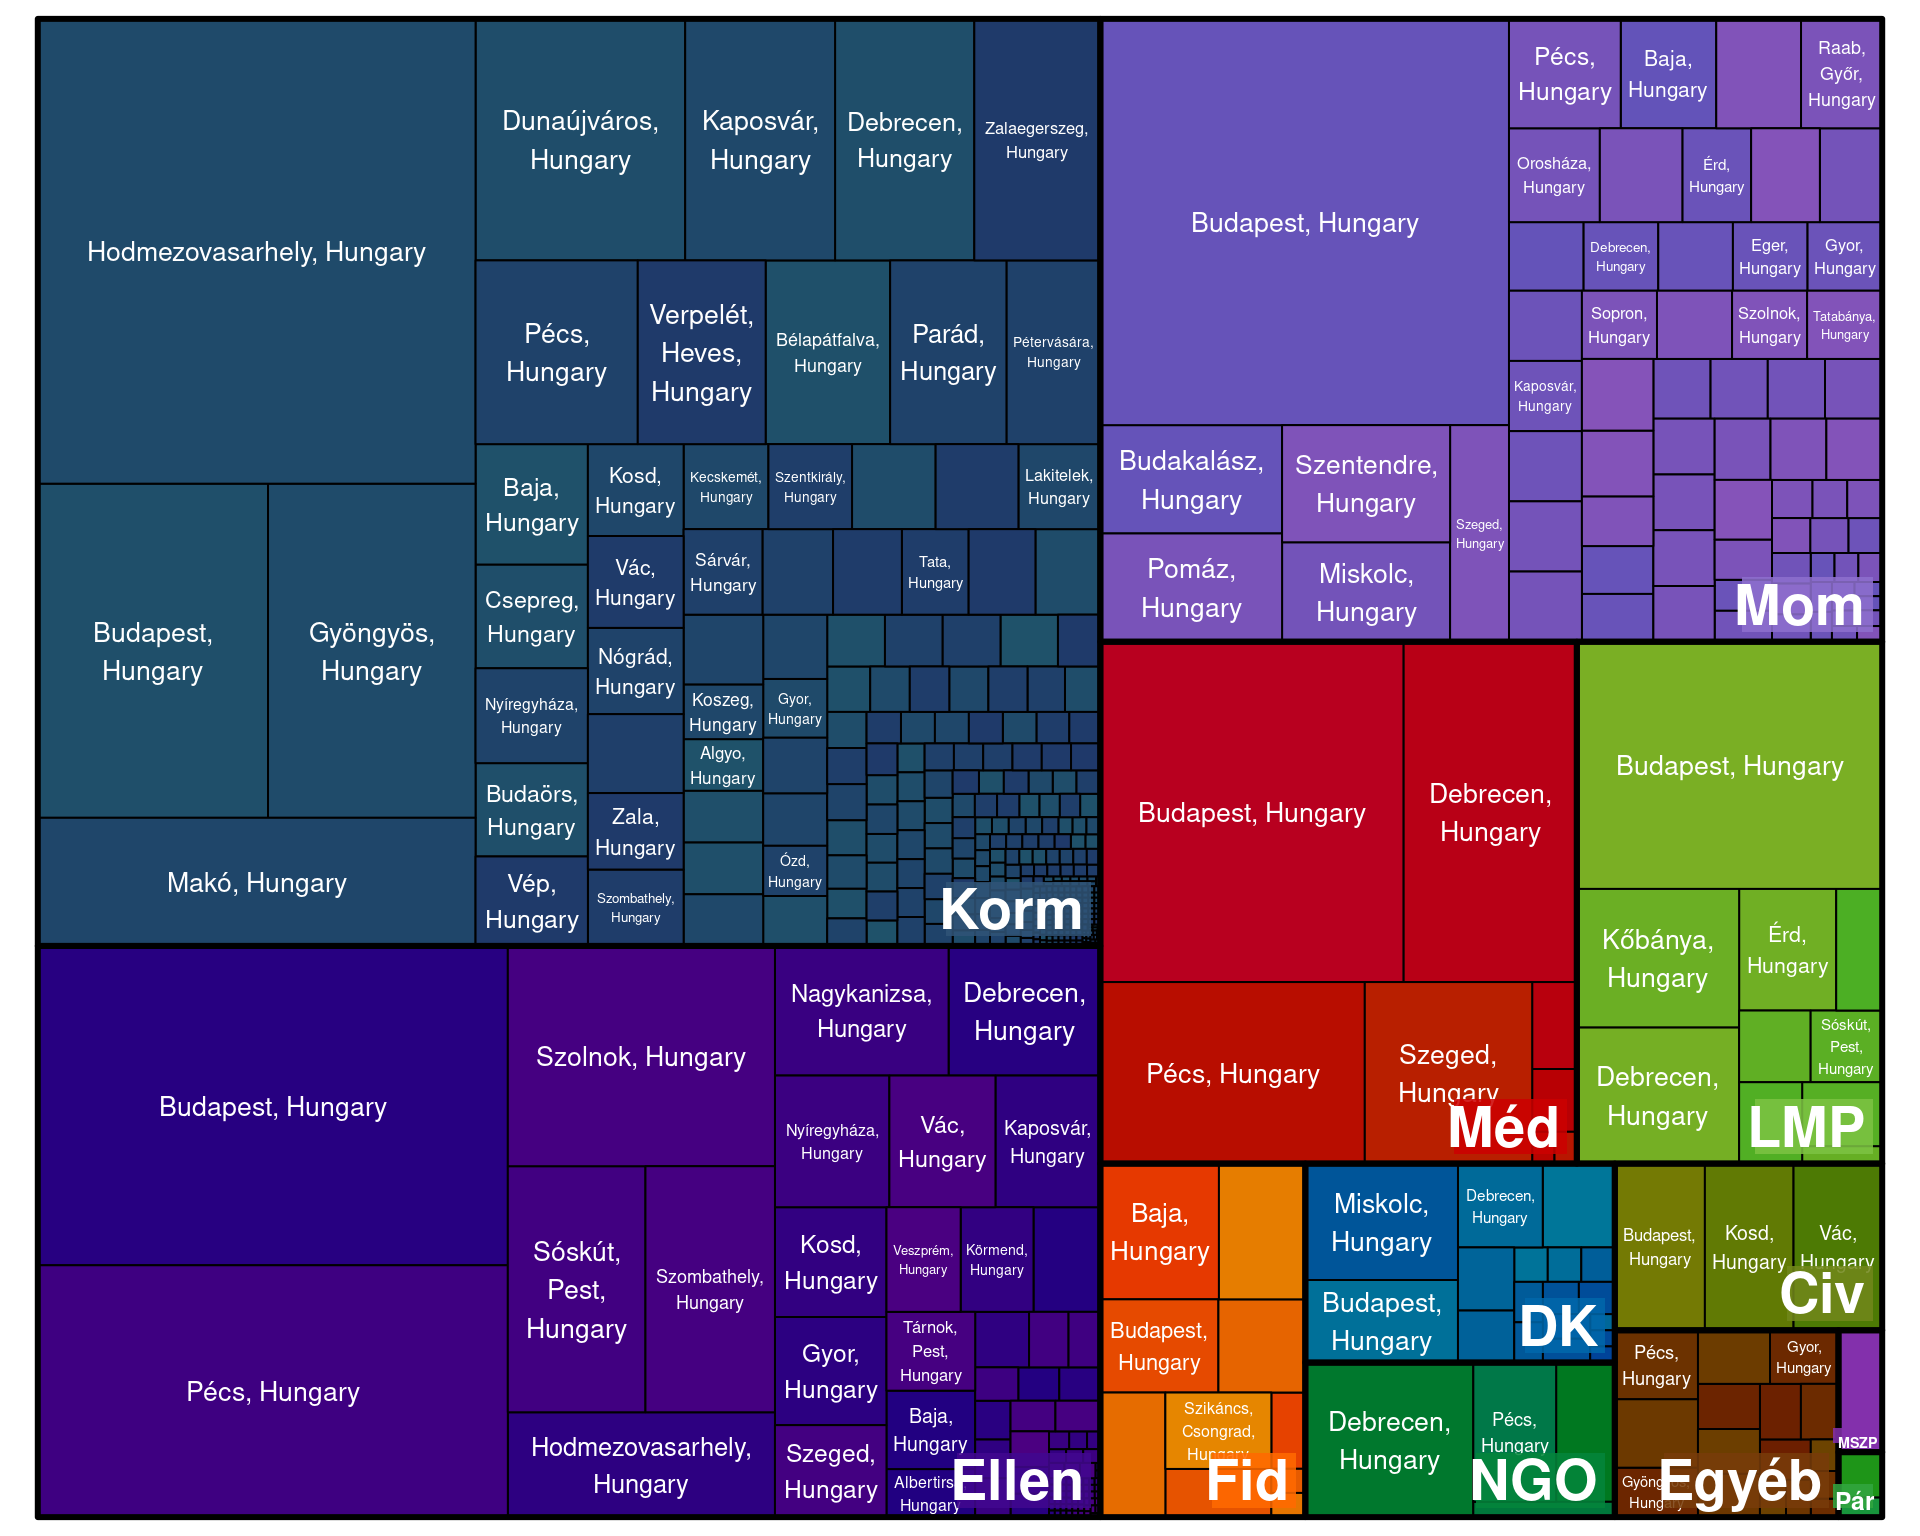 Hodmezovasarhely, Hungary
Budapest,
Hungary
Gyöngyös,
Hungary
Makó, Hungary
Dunaújváros,
Hungary
Kaposvár,
Hungary
Debrecen,
Hungary
Zalaegerszeg,
Hungary
Pécs,
Hungary
Verpelét,
Heves,
Hungary
Bélapátfalva,
Hungary
Parád,
Hungary
Pétervására,
Hungary
Baja,
Hungary
Csepreg,
Hungary
Nyíregyháza,
Hungary
Budaörs,
Hungary
Vép,
Hungary
Kosd,
Hungary
Vác,
Hungary
Nógrád,
Hungary
Zala,
Hungary
Szombathely,
Hungary
Kecskemét,
Hungary
Szentkirály,
Hungary
Lakitelek,
Hungary
Sárvár,
Hungary
Tata,
Hungary
Koszeg,
Hungary
Algyo,
Hungary
Gyor,
Hungary
Ózd,
Hungary
Korm
Budapest, Hungary
Pécs,
Hungary
Baja,
Hungary
Raab,
Győr,
Hungary
Orosháza,
Hungary
Érd,
Hungary
Debrecen,
Hungary
Eger,
Hungary
Gyor,
Hungary
Sopron,
Hungary
Szolnok,
Hungary
Tatabánya,
Hungary
Kaposvár,
Hungary
Budakalász,
Hungary
Pomáz,
Hungary
Szentendre,
Hungary
Miskolc,
Hungary
Szeged,
Hungary
Mom
Budapest, Hungary
Debrecen,
Hungary
Pécs, Hungary
Szeged,
Hungary
Méd
Budapest, Hungary
Kőbánya,
Hungary
Érd,
Hungary
Debrecen,
Hungary
Sóskút,
Pest,
Hungary
LMP
Budapest, Hungary
Pécs, Hungary
Szolnok, Hungary
Sóskút,
Pest,
Hungary
Szombathely,
Hungary
Hodmezovasarhely,
Hungary
Nagykanizsa,
Hungary
Debrecen,
Hungary
Nyíregyháza,
Hungary
Vác,
Hungary
Kaposvár,
Hungary
Kosd,
Hungary
Veszprém,
Hungary
Körmend,
Hungary
Gyor,
Hungary
Tárnok,
Pest,
Hungary
Szeged,
Hungary
Baja,
Hungary
Albertirs
Hungary
Ellen
Baja,
Hungary
Budapest,
Hungary
Szikáncs,
Csongrad,
Hungary
Fid
Miskolc,
Hungary
Debrecen,
Hungary
Budapest,
Hungary
DK
Debrecen,
Hungary
Pécs,
Hungary
NGO
Budapest,
Hungary
Kosd,
Hungary
Vác,
Hungary
Civ
Pécs,
Hungary
Gyor,
Hungary
Gyöngyös,
Hungary
Egyéb
MSZP
Pár